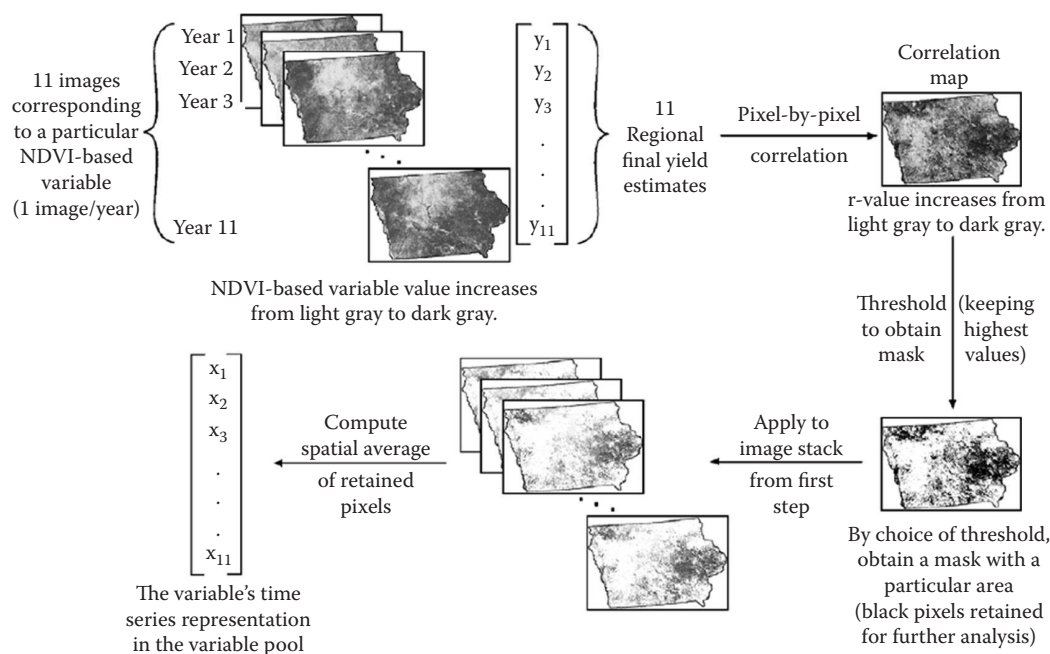 11 images
corresponding
to a particular
NDVI-based
variable
(1 image/year)
Year 1
Year 2
Year 3
Year 11
y1
y2
y3
.
.
.
y11
11
Regional
final yield
estimates
Pixel-by-pixel
correlation
Correlation
map
r-value increases from
light gray to dark gray.
NDVI-based variable value increases
from light gray to dark gray.
Threshold
to obtain
mask
(keeping
highest
values)
By choice of threshold,
obtain a mask with a
particular area
(black pixels retained
for further analysis)
Apply to
image stack
from first
step
Compute
spatial average
of retained
pixels
x1
x2
x3
.
.
.
x11
The variable's time
series representation
in the variable pool